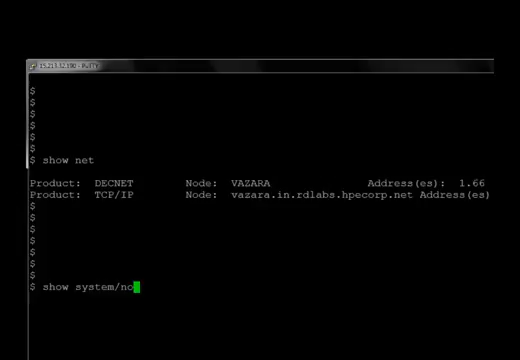 15.213.12.190 - PuTTY
$
$
$
$
$
$
$ show net
Product: DECNET Node: VAZARA Address(es): 1.66
Product: TCP/IP Node: vazara.in.rdlabs.hpecorp.net Address(es)
$
$
$
$
$
$
$
$ show system/no